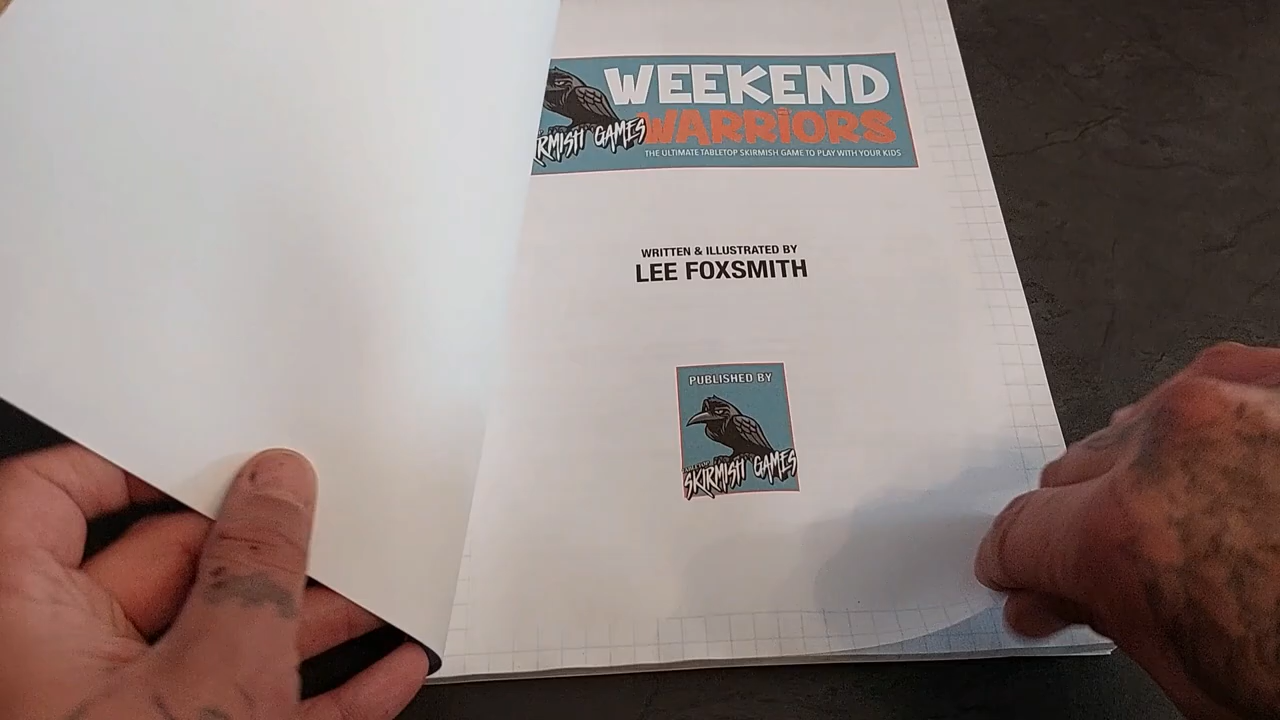 WEEKEND
WARRIORS
RMISH GAMES
THE ULTIMATE TABLETOP SKIRMISH GAME TO PLAY WITH YOUR KIDS
WRITTEN & ILLUSTRATED BY
LEE FOXSMITH
PUBLISHED BY
SKIRMISH GAMES